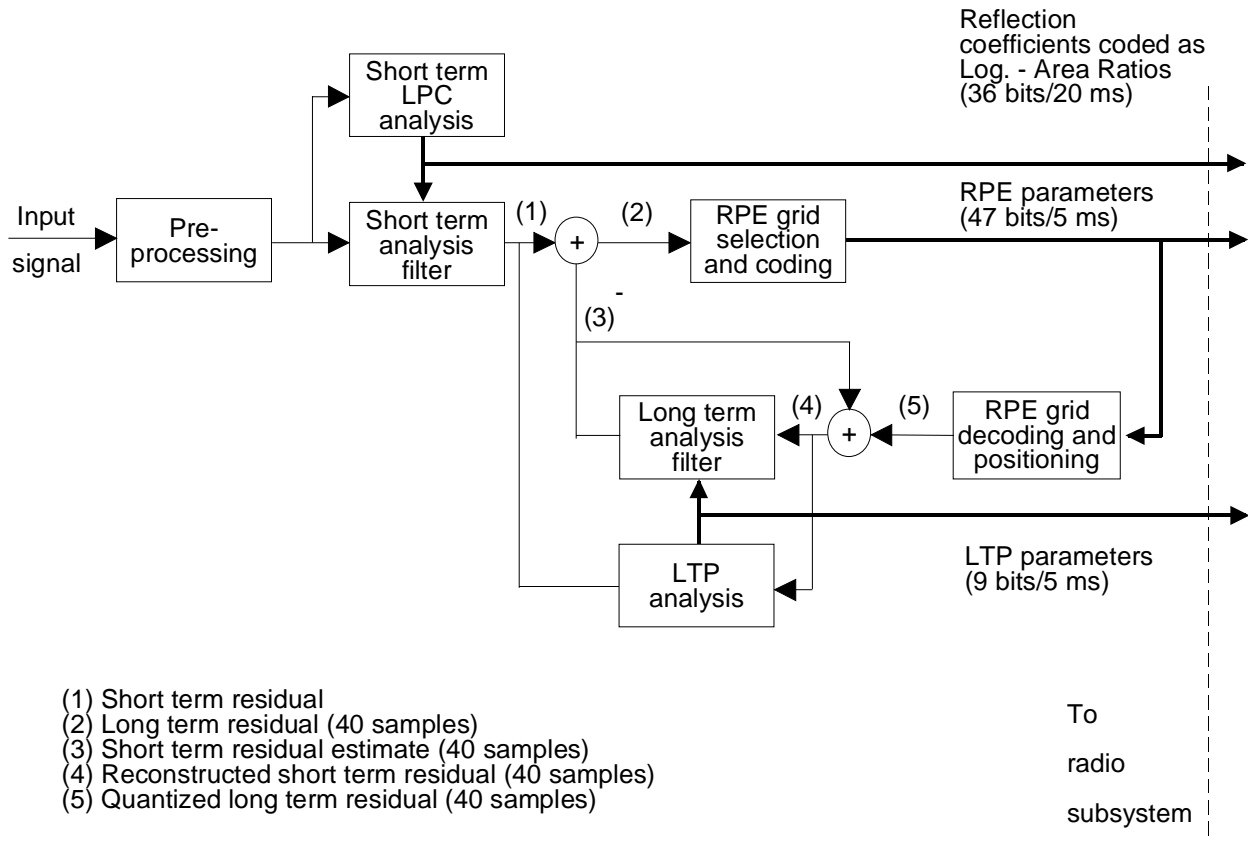 Reflection
coefficients coded as
Log. - Area Ratios
(36 bits/20 ms)
Short term
LPC
analysis
Input
signal
Pre-
processing
Short term
analysis
filter
(1)
+
(2)
RPE grid
selection
and coding
RPE parameters
(47 bits/5 ms)
-
(3)
Long term
analysis
filter
(4)
+
(5)
RPE grid
decoding and
positioning
LTP
analysis
LTP parameters
(9 bits/5 ms)
(1) Short term residual
(2) Long term residual (40 samples)
(3) Short term residual estimate (40 samples)
(4) Reconstructed short term residual (40 samples)
(5) Quantized long term residual (40 samples)
To
radio
subsystem